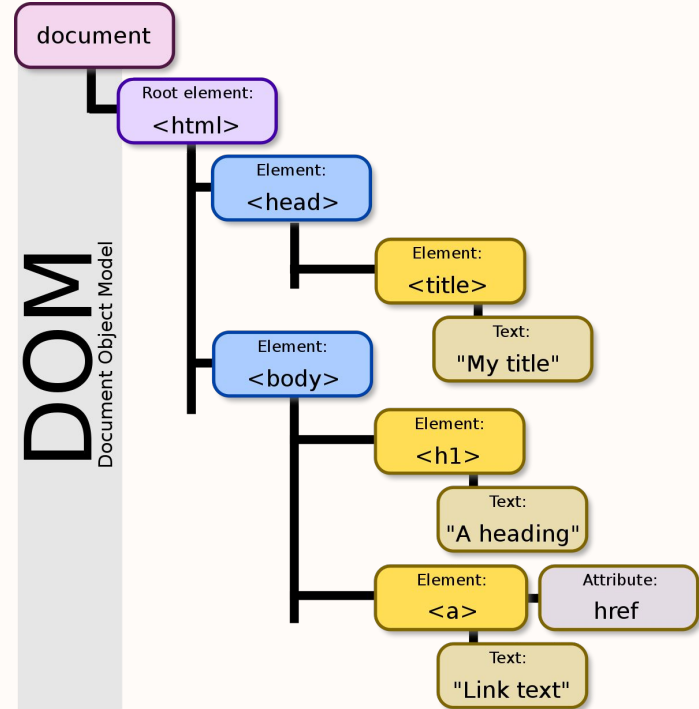 document
Root element:
<html>
Element:
<head>
Element:
<title>
Text:
"My title"
DOM
Document Object Model
Element:
<body>
Element:
<h1>
Text:
"A heading"
Element:
<a>
Attribute:
href
Text:
"Link text"